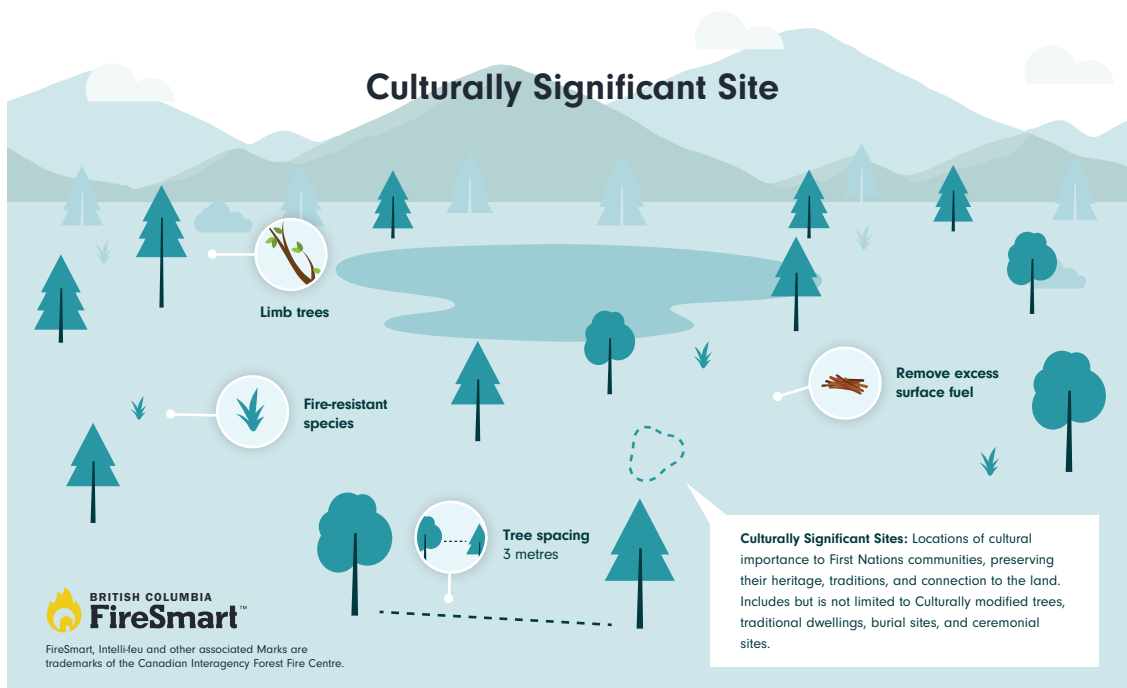 Culturally Significant Site
Limb trees
Fire-resistant
species
Remove excess
surface fuel
Tree spacing
3 metres
Culturally Significant Sites: Locations of cultural
importance to First Nations communities, preserving
their heritage, traditions, and connection to the land.
Includes but is not limited to Culturally modified trees,
traditional dwellings, burial sites, and ceremonial
sites.
BRITISH COLUMBIA
FireSmart™
FireSmart, Intelli-feu and other associated Marks are
trademarks of the Canadian Interagency Forest Fire Centre.